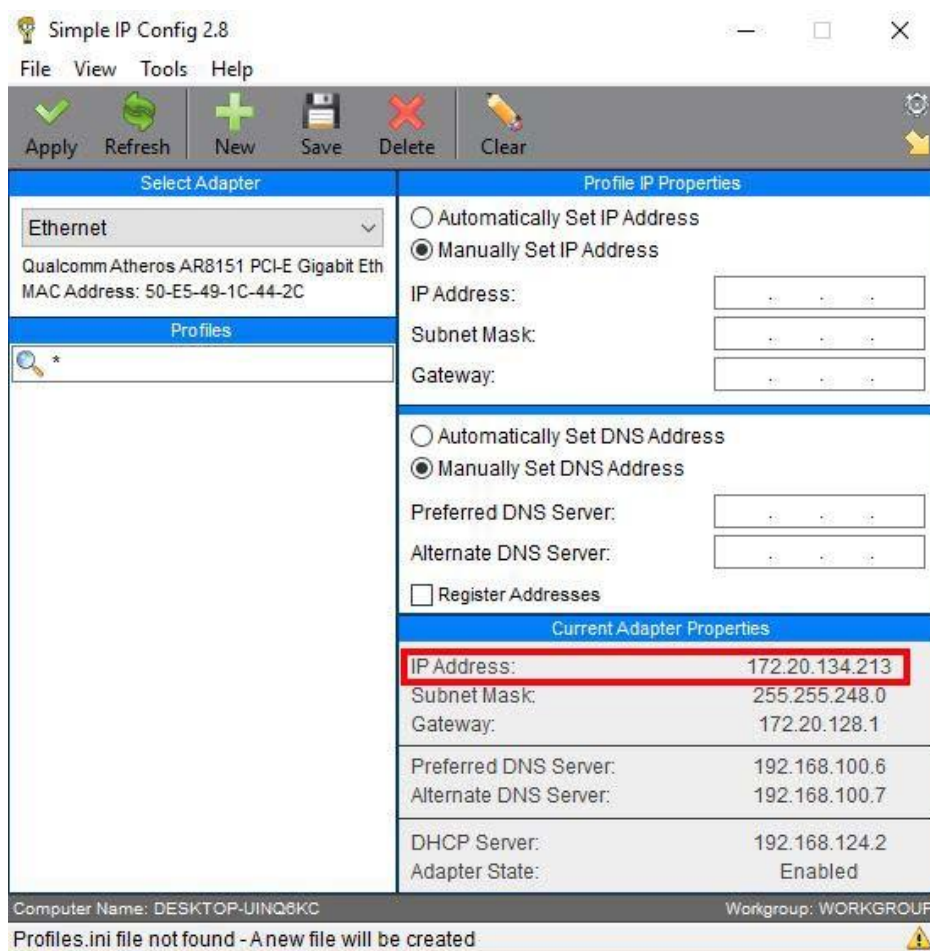 Simple IP Config 2.8
File View Tools Help
Apply Refresh New Save Delete Clear
Select Adapter
Ethernet
Qualcomm Atheros AR8151 PCI-E Gigabit Eth
MAC Address: 50-E5-49-1C-44-2C
Profiles
*
Profile IP Properties
Automatically Set IP Address
Manually Set IP Address
IP Address: . . .
Subnet Mask: . . .
Gateway: . . .
Automatically Set DNS Address
Manually Set DNS Address
Preferred DNS Server: . . .
Alternate DNS Server: . . .
Register Addresses
Current Adapter Properties
IP Address: 172.20.134.213
Subnet Mask: 255.255.248.0
Gateway: 172.20.128.1
Preferred DNS Server: 192.168.100.6
Alternate DNS Server: 192.168.100.7
DHCP Server: 192.168.124.2
Adapter State: Enabled
Computer Name: DESKTOP-UINQ6KC Workgroup: WORKGROUP
Profiles.ini file not found - A new file will be created